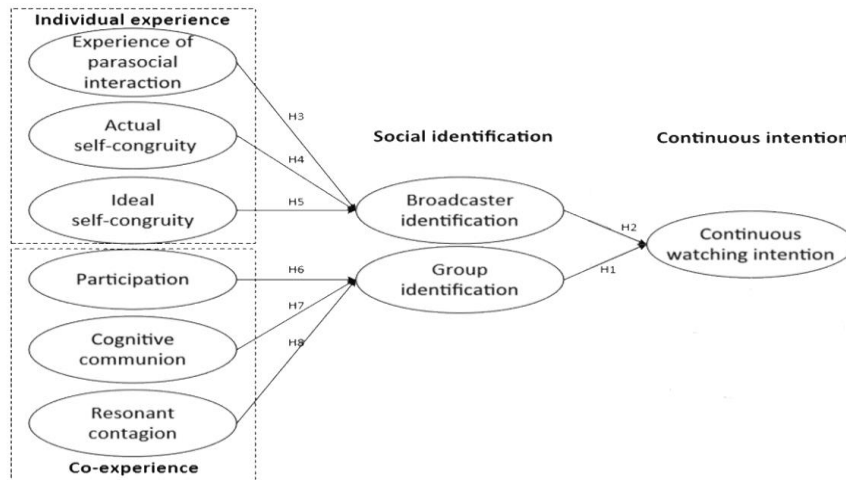 Individual experience
Experience of
parasocial
interaction
H3
Actual
self-congruity
H4
Ideal
self-congruity
H5
Social identification
Continuous intention
Broadcaster
identification
H2
Continuous
watching intention
Participation
H6
Group
identification
H1
Cognitive
communion
H7
H8
Resonant
contagion
Co-experience